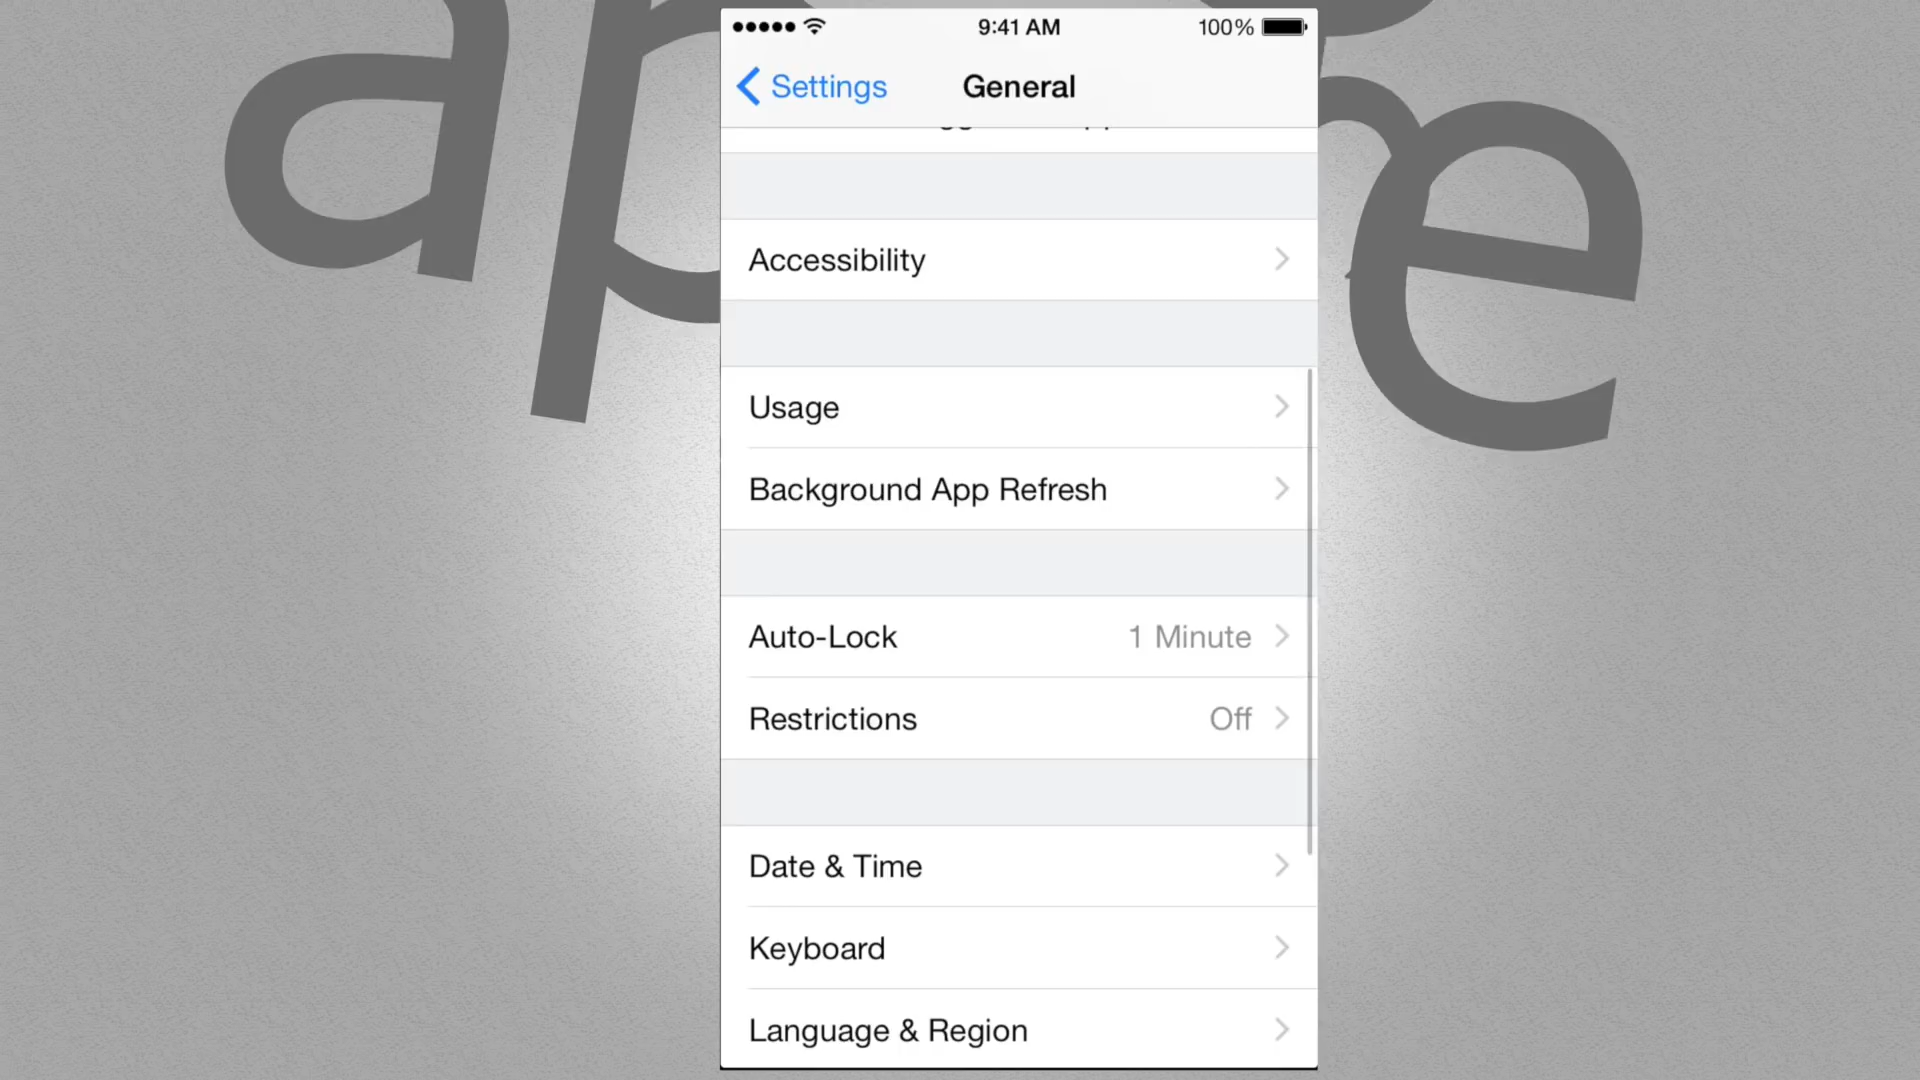 9:41 AM 100%
Settings General
Accessibility
Usage
Background App Refresh
Auto-Lock 1 Minute
Restrictions Off
Date & Time
Keyboard
Language & Region